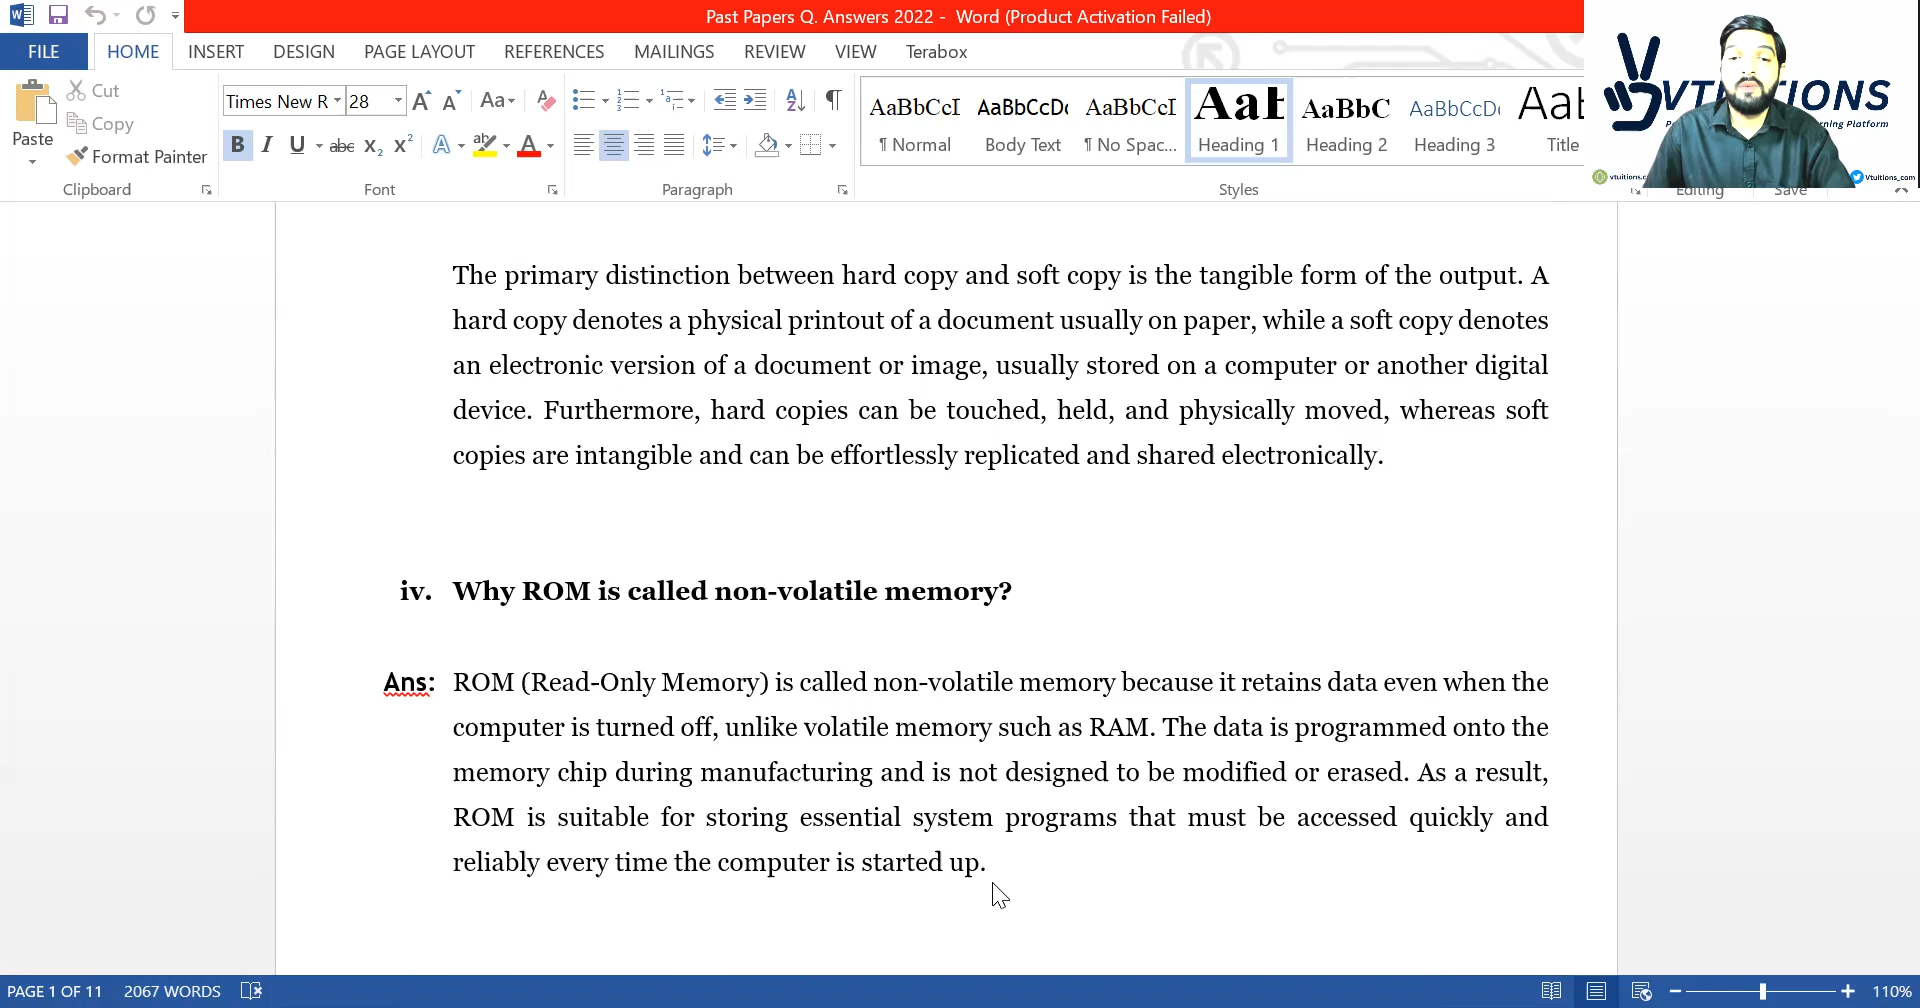 Past Papers Q. Answers 2022 - Word (Product Activation Failed)
FILE HOME INSERT DESIGN PAGE LAYOUT REFERENCES MAILINGS REVIEW VIEW Terabox
Cut
Copy
Paste
Format Painter
Clipboard
Times New R 28
Font
Paragraph
AaBbCcI AaBbCcDc AaBbCcI AaB AaBbC AaBbCcDc Aab
¶ Normal Body Text ¶ No Spac... Heading 1 Heading 2 Heading 3 Title
Styles
Editing Save
Platform
Vtuitions_com
The primary distinction between hard copy and soft copy is the tangible form of the output. A
hard copy denotes a physical printout of a document usually on paper, while a soft copy denotes
an electronic version of a document or image, usually stored on a computer or another digital
device. Furthermore, hard copies can be touched, held, and physically moved, whereas soft
copies are intangible and can be effortlessly replicated and shared electronically.
iv. Why ROM is called non-volatile memory?
Ans: ROM (Read-Only Memory) is called non-volatile memory because it retains data even when the
computer is turned off, unlike volatile memory such as RAM. The data is programmed onto the
memory chip during manufacturing and is not designed to be modified or erased. As a result,
ROM is suitable for storing essential system programs that must be accessed quickly and
reliably every time the computer is started up.
PAGE 1 OF 11 2067 WORDS 110%